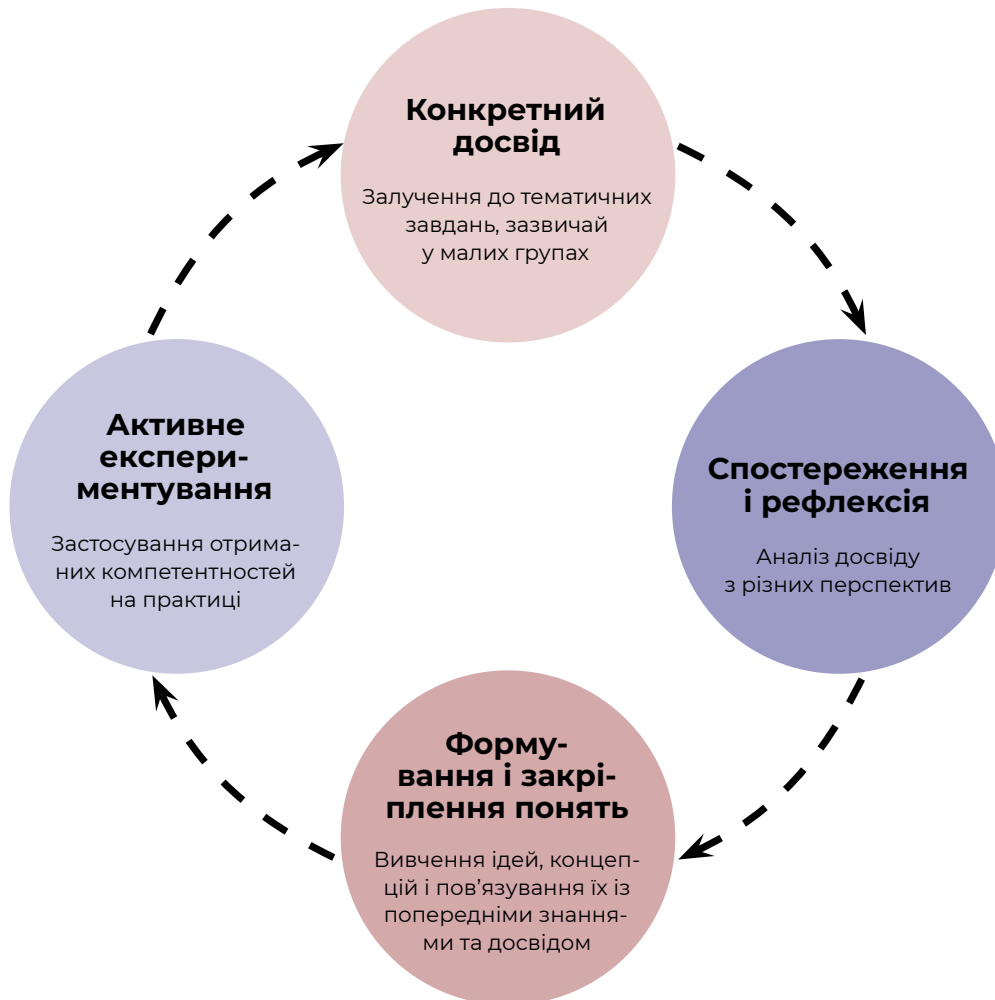 Конкретний
досвід
Залучення до тематичних
завдань, зазвичай
у малих групах
Спостереження
і рефлексія
Аналіз досвіду
з різних перспектив
Форму-
вання і закрі-
плення понять
Вивчення ідей, концеп-
цій і пов’язування їх із
попередніми знання-
ми та досвідом
Активне
експери-
ментування
Застосування отрима-
них компетентностей
на практиці